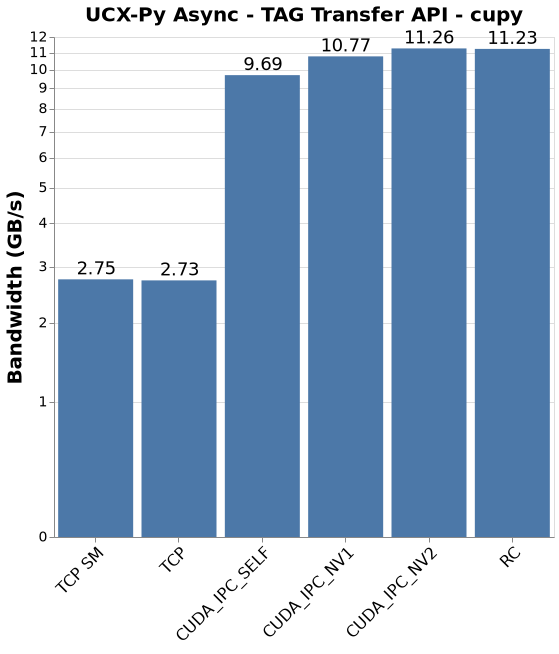 UCX-Py Async - TAG Transfer API - cupy
Bandwidth (GB/s)
12
11
10
9
8
7
6
5
4
3
2
1
0
2.75
2.73
9.69
10.77
11.26
11.23
TCP SM
TCP
CUDA_IPC_SELF
CUDA_IPC_NV1
CUDA_IPC_NV2
RC